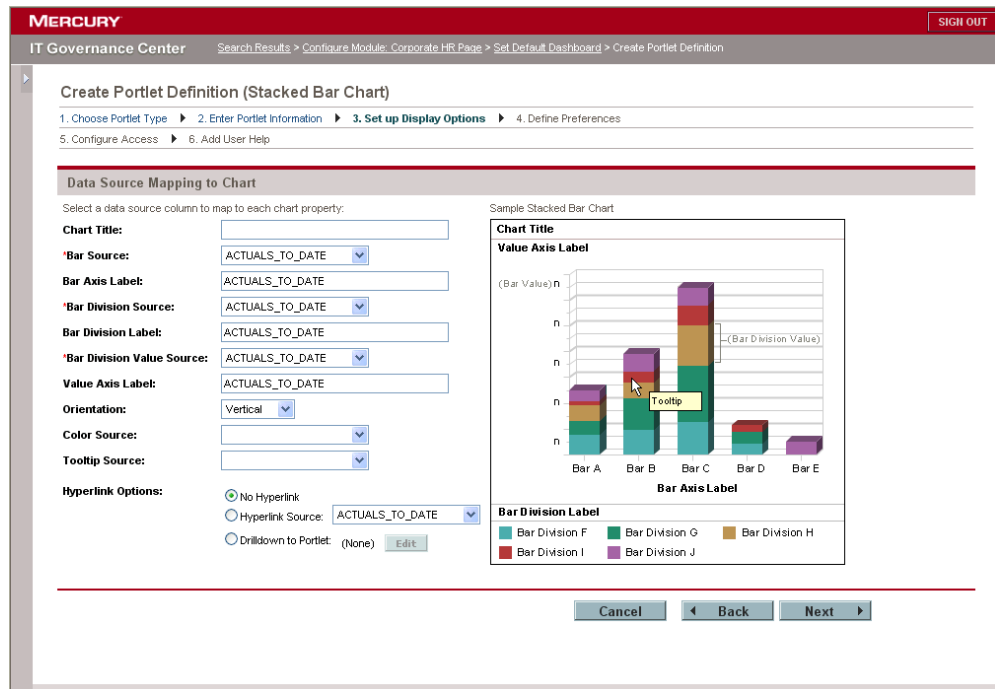 MERCURY
SIGN OUT
IT Governance Center
Search Results > Configure Module: Corporate HR Page > Set Default Dashboard > Create Portlet Definition
Create Portlet Definition (Stacked Bar Chart)
1. Choose Portlet Type 2. Enter Portlet Information 3. Set up Display Options 4. Define Preferences
5. Configure Access 6. Add User Help
Data Source Mapping to Chart
Select a data source column to map to each chart property:
Chart Title:
*Bar Source: ACTUALS_TO_DATE
Bar Axis Label: ACTUALS_TO_DATE
*Bar Division Source: ACTUALS_TO_DATE
Bar Division Label: ACTUALS_TO_DATE
*Bar Division Value Source: ACTUALS_TO_DATE
Value Axis Label: ACTUALS_TO_DATE
Orientation: Vertical
Color Source:
Tooltip Source:
Hyperlink Options:
No Hyperlink
Hyperlink Source: ACTUALS_TO_DATE
Drilldown to Portlet: (None) Edit
Sample Stacked Bar Chart
Chart Title
Value Axis Label
(Bar Value) n
n
(Bar Division Value)
n
n
Tooltip
n
Bar A Bar B Bar C Bar D Bar E
Bar Axis Label
Bar Division Label
Bar Division F Bar Division G Bar Division H
Bar Division I Bar Division J
Cancel Back Next